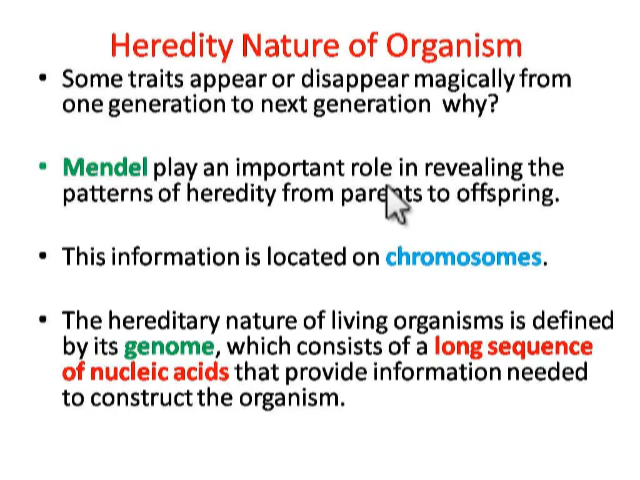 Heredity Nature of Organism
• Some traits appear or disappear magically from
one generation to next generation why?
• Mendel play an important role in revealing the
patterns of heredity from parents to offspring.
• This information is located on chromosomes.
• The hereditary nature of living organisms is defined
by its genome, which consists of a long sequence
of nucleic acids that provide information needed
to construct the organism.